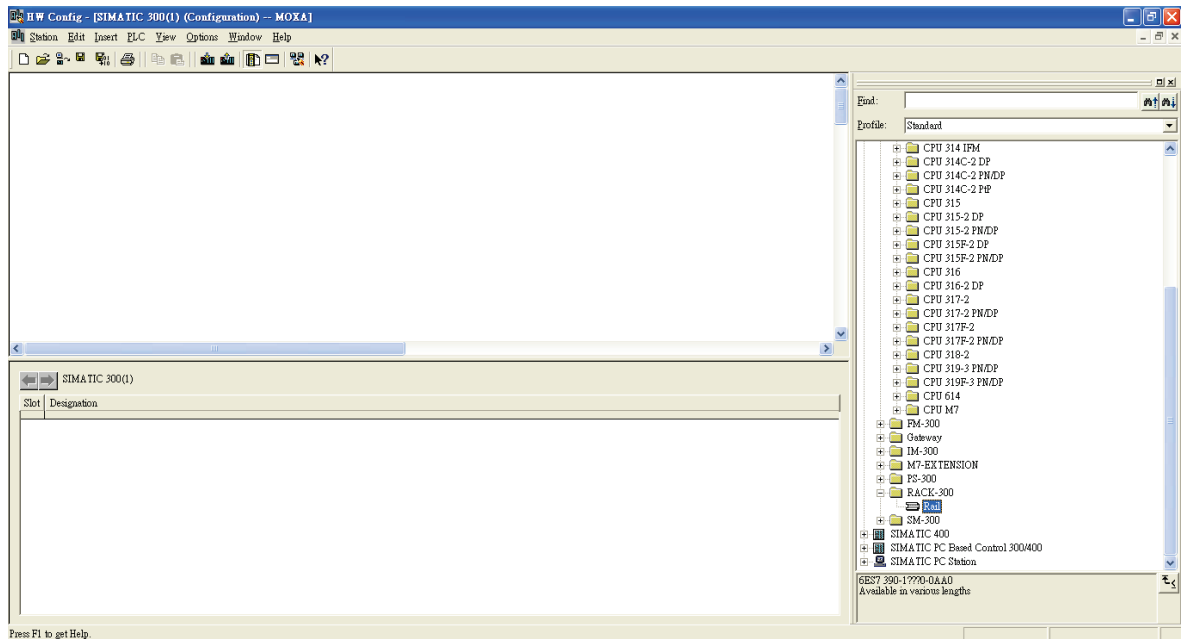 HW Config - [SIMATIC 300(1) (Configuration) -- MOXA]
Station Edit Insert PLC View Options Window Help
Find:
Profile: Standard
CPU 314 IFM
CPU 314C-2 DP
CPU 314C-2 PN/DP
CPU 314C-2 PtP
CPU 315
CPU 315-2 DP
CPU 315-2 PN/DP
CPU 315F-2 DP
CPU 315F-2 PN/DP
CPU 316
CPU 316-2 DP
CPU 317-2
CPU 317-2 PN/DP
CPU 317F-2
CPU 317F-2 PN/DP
CPU 318-2
CPU 319-3 PN/DP
CPU 319F-3 PN/DP
CPU 614
CPU M7
FM-300
Gateway
IM-300
M7-EXTENSION
PS-300
RACK-300
Rail
SM-300
SIMATIC 400
SIMATIC PC Based Control 300/400
SIMATIC PC Station
6ES7 390-1???0-0AA0
Available in various lengths
SIMATIC 300(1)
Slot Designation
Press F1 to get Help.